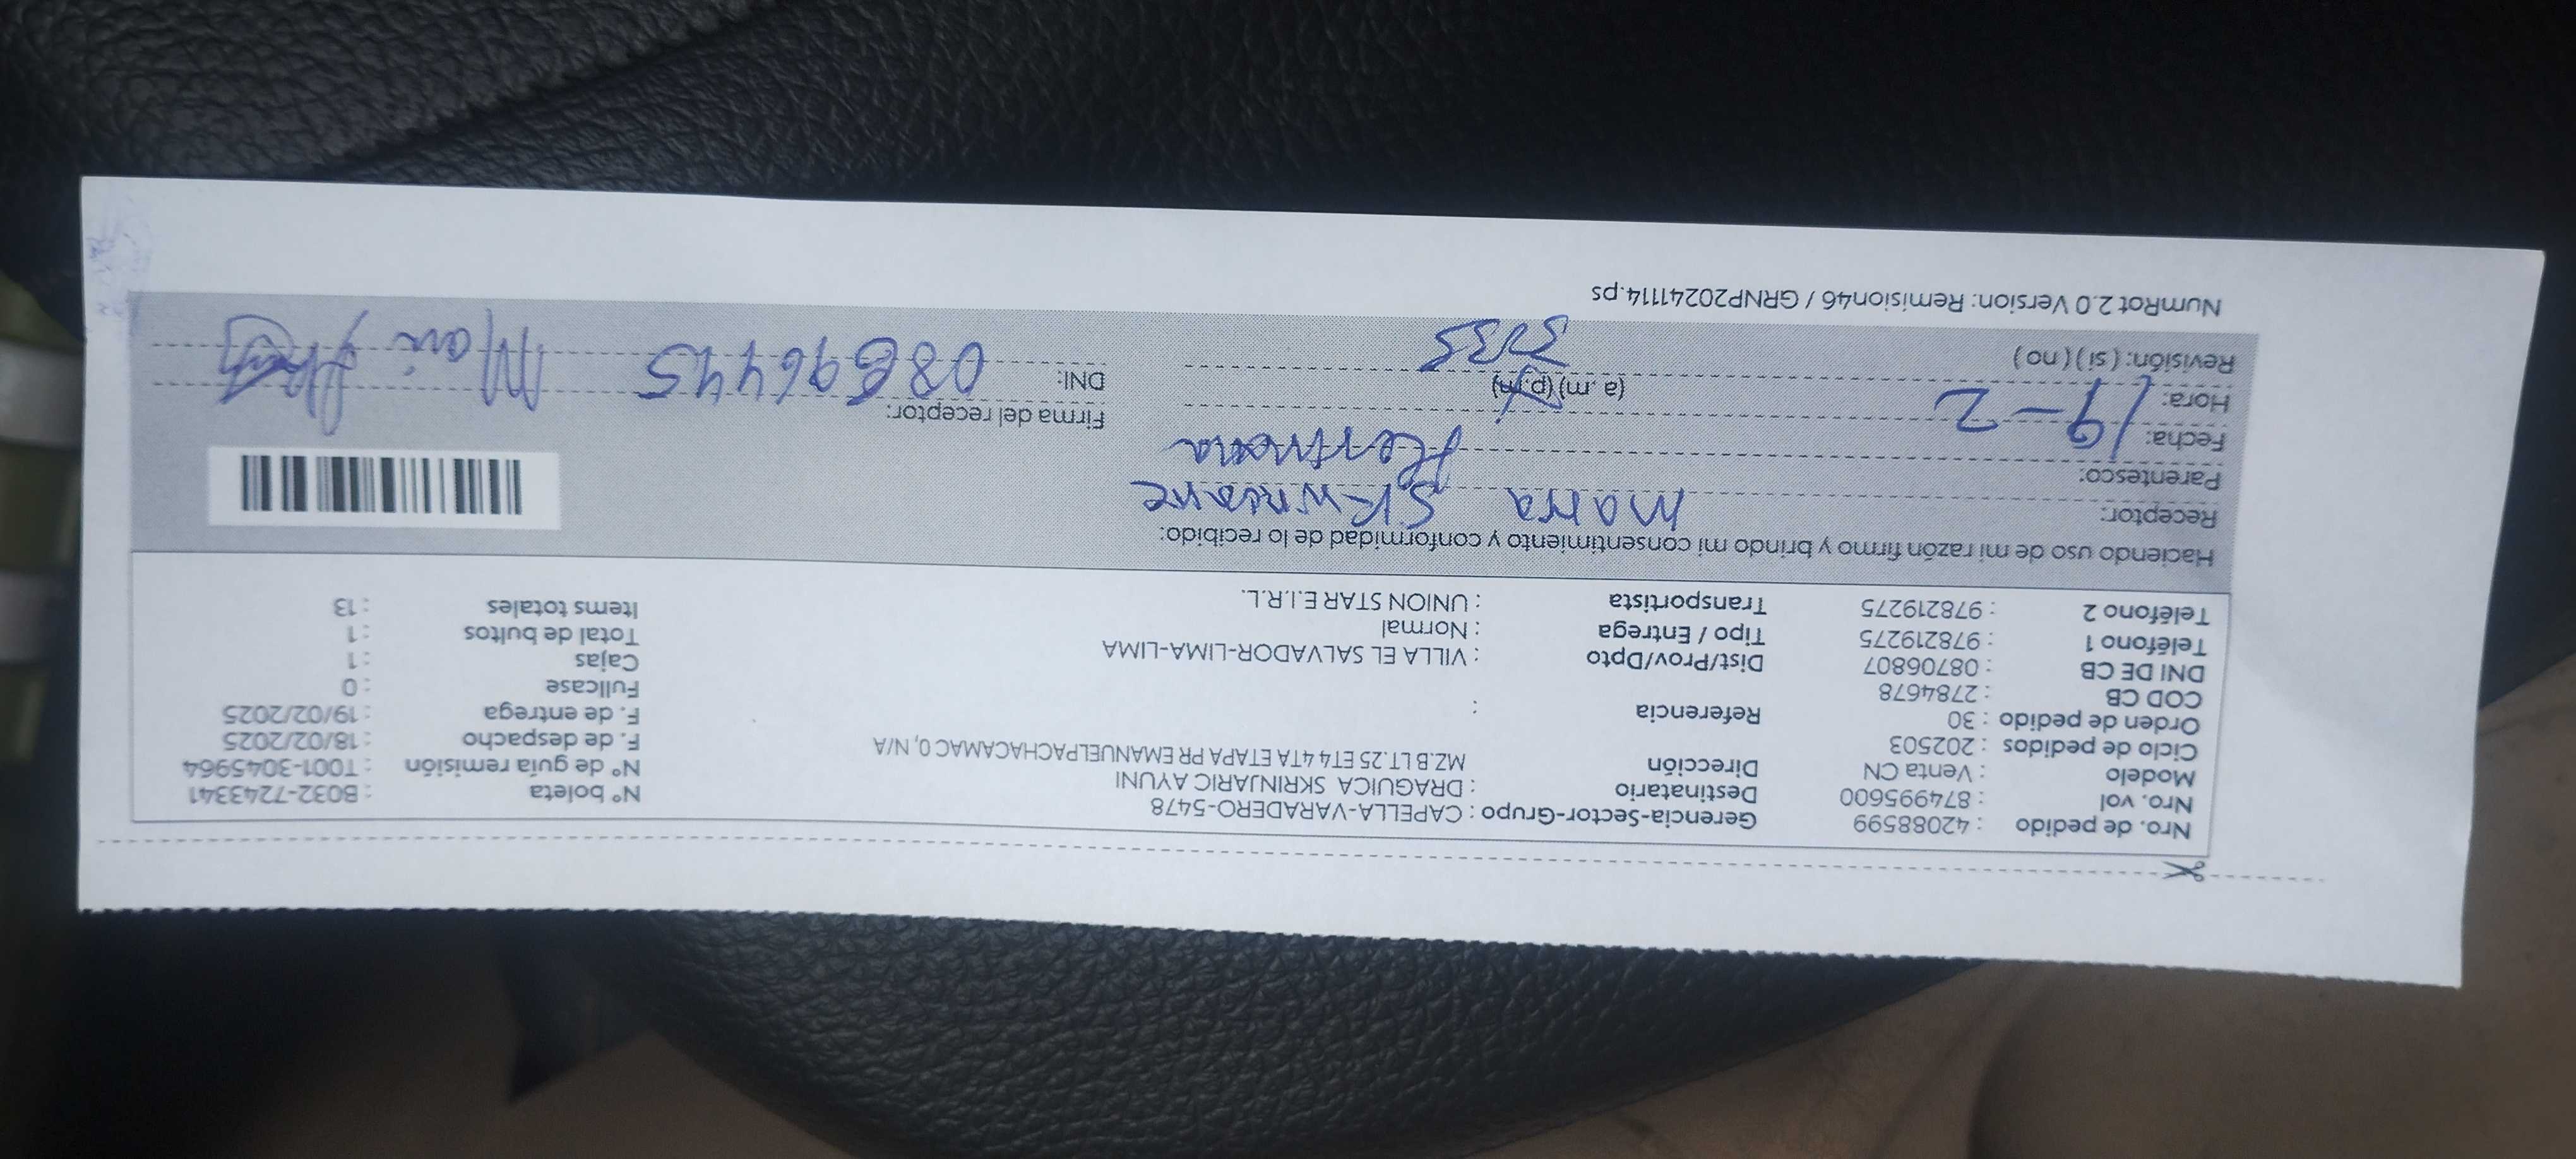 Nro. de pedido : 42088599 Gerencia-Sector-Grupo : CAPELLA-VARADERO-5478 N° boleta : B032-7243341
Nro. vol : 874995600 Destinatario : DRAGUICA SKRINJARIC AYUNI N° de guía remisión : T001-3045964
Modelo : Venta CN Dirección MZ.B LT.25 ET4 4TA ETAPA PR EMANUELPACHACAMAC 0, N/A F. de despacho : 18/02/2025
Ciclo de pedidos : 202503 Referencia : F. de entrega : 19/02/2025
Orden de pedido : 30 Dist/Prov/Dpto : VILLA EL SALVADOR-LIMA-LIMA Fullcase : 0
COD CB : 2784678 Tipo / Entrega : Normal Cajas : 1
DNI DE CB : 08706807 Transportista : UNION STAR E.I.R.L. Total de bultos : 1
Teléfono 1 : 978219275 Items totales : 13
Teléfono 2 : 978219275
Haciendo uso de mi razón firmo y brindo mi consentimiento y conformidad de lo recibido:
Receptor:
Parentesco: Hermana
Fecha: 19-2 Firma del receptor:
Hora: (a.m) (p.m) DNI:
Revisión: (si) (no)
NumRot 2.0 Version: Remision46 / GRNP20241114.ps